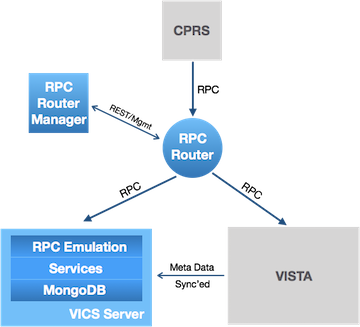 CPRS
RPC
RPC
Router
Manager
REST/Mgmt
RPC
Router
RPC
RPC
RPC Emulation
Services
MongoDB
VICS Server
Meta Data
Sync'ed
VISTA